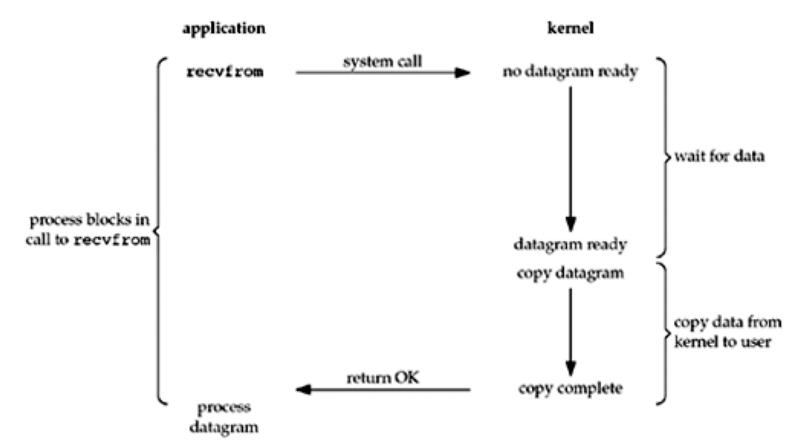 application
kernel
recvfrom
system call
no datagram ready
wait for data
process blocks in
call to recvfrom
datagram ready
copy datagram
copy data from
kernel to user
return OK
copy complete
process
datagram